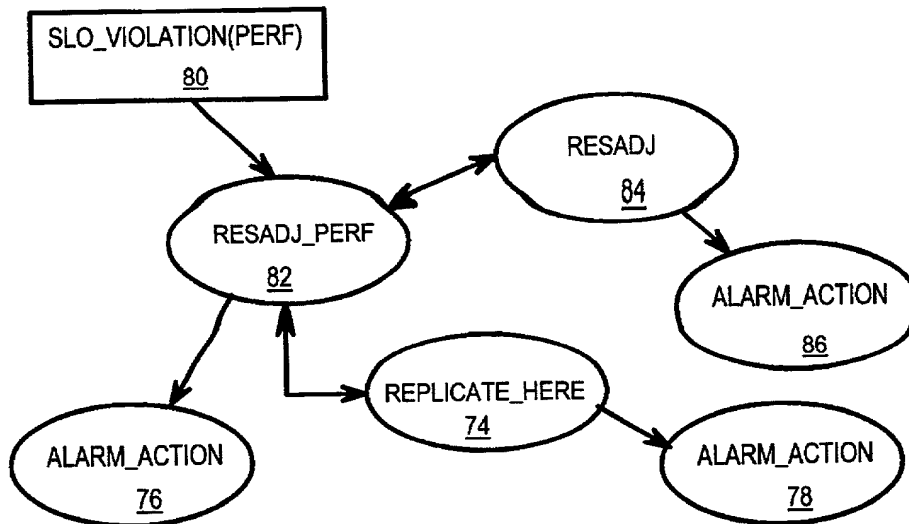 SLO_VIOLATION(PERF)
80
RESADJ
84
RESADJ_PERF
82
ALARM_ACTION
86
REPLICATE_HERE
74
ALARM_ACTION
76
ALARM_ACTION
78